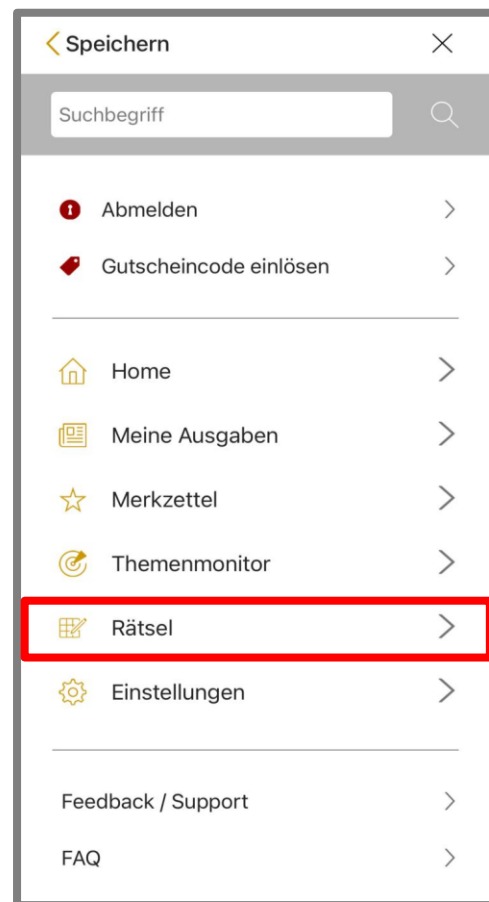 Speichern
Suchbegriff
Abmelden
Gutscheincode einlösen
Home
Meine Ausgaben
Merkzettel
Themenmonitor
Rätsel
Einstellungen
Feedback / Support
FAQ